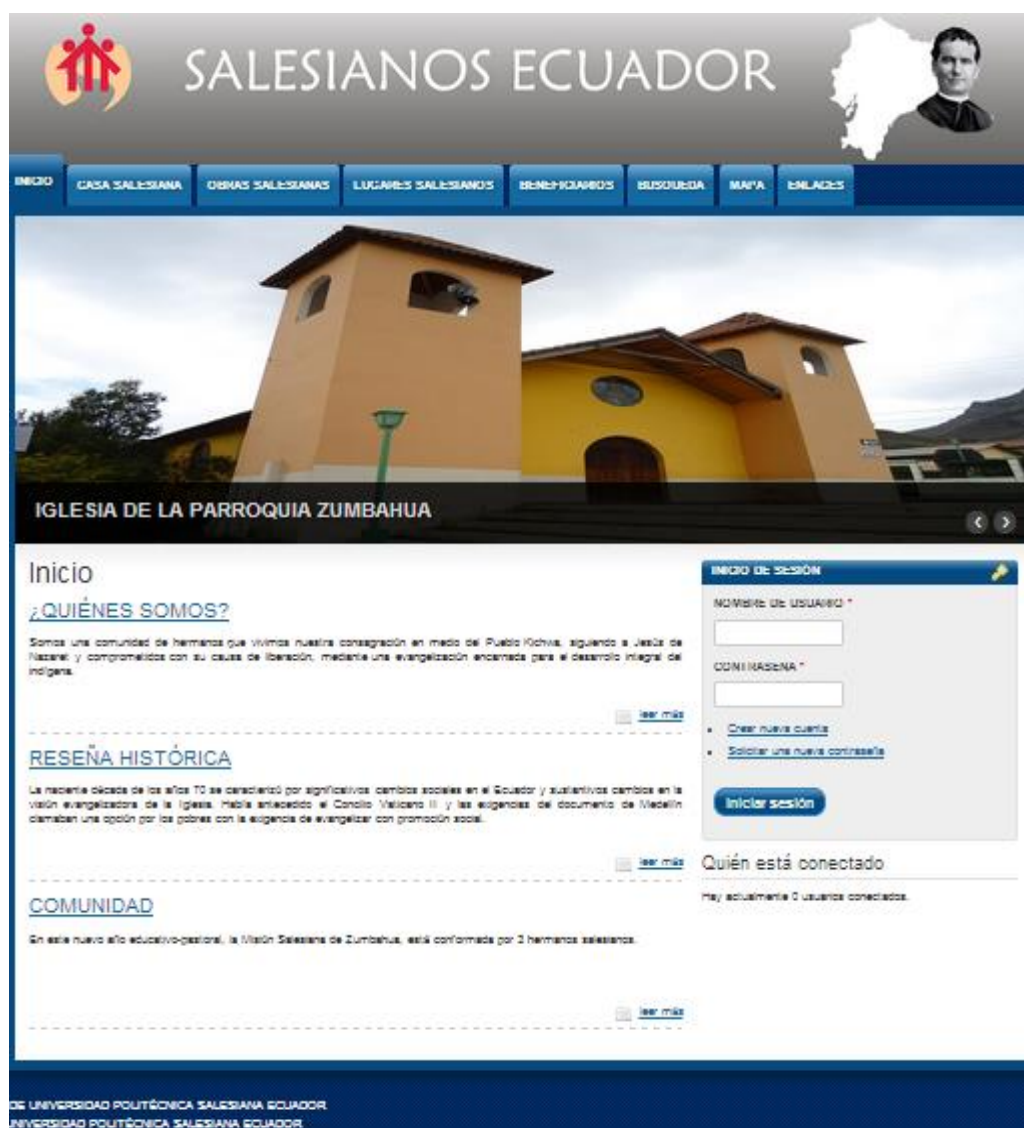 SALESIANOS ECUADOR
INICIO
CASA SALESIANA
OBRAS SALESIANAS
LUGARES SALESIANOS
BENEFICIARIOS
BUSQUEDA
MAPA
ENLACES
IGLESIA DE LA PARROQUIA ZUMBAHUA
Inicio
¿QUIÉNES SOMOS?
Somos una comunidad de hermanos que vivimos nuestra consagración en medio del Pueblo Kichwa, siguiendo a Jesús de
Nazaret y comprometidos con su causa de liberación, mediante una evangelización encarnada para el desarrollo integral del
indígena.
leer más
RESEÑA HISTÓRICA
La naciente década de los años 70 se caracterizó por significativos cambios sociales en el Ecuador y sustantivos cambios en la
visión evangelizadora de la Iglesia. Había antecedido el Concilio Vaticano II y las exigencias del documento de Medellín
clamaban una opción por los pobres con la exigencia de evangelizar con promoción social.
leer más
COMUNIDAD
En este nuevo año educativo-pastoral, la Misión Salesiana de Zumbahua, está conformada por hermanos salesianos.
leer más
INICIO DE SESIÓN
NOMBRE DE USUARIO *
CONTRASEÑA *
Crear nueva cuenta
Solicitar una nueva contraseña
Iniciar sesión
Quién está conectado
Hay actualmente 0 usuarios conectados.
DE UNIVERSIDAD POLITÉCNICA SALESIANA ECUADOR
UNIVERSIDAD POLITÉCNICA SALESIANA ECUADOR